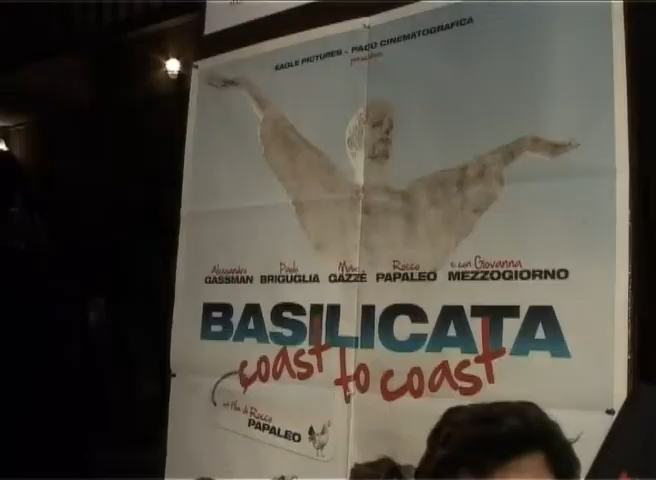 EAGLE PICTURES - PACO CINEMATOGRAFICA
presentano
Alessandro Paolo Max Rocco e con Giovanna
GASSMAN BRIGUGLIA GAZZÈ PAPALEO MEZZOGIORNO
BASILICATA
coast to coast
un film di Rocco
PAPALEO